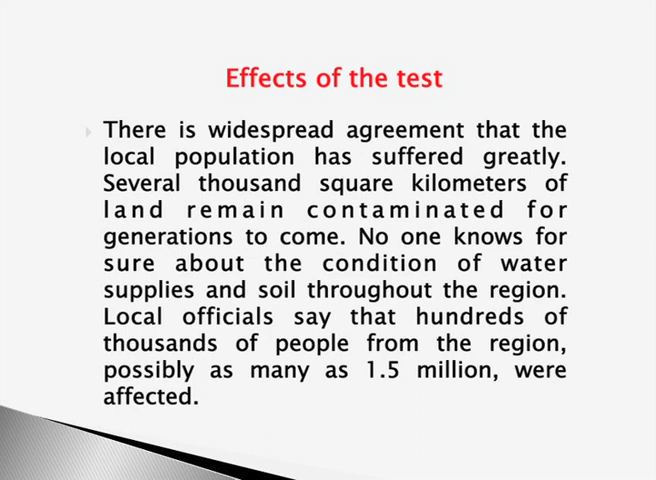 Effects of the test
There is widespread agreement that the
local population has suffered greatly.
Several thousand square kilometers of
land remain contaminated for
generations to come. No one knows for
sure about the condition of water
supplies and soil throughout the region.
Local officials say that hundreds of
thousands of people from the region,
possibly as many as 1.5 million, were
affected.